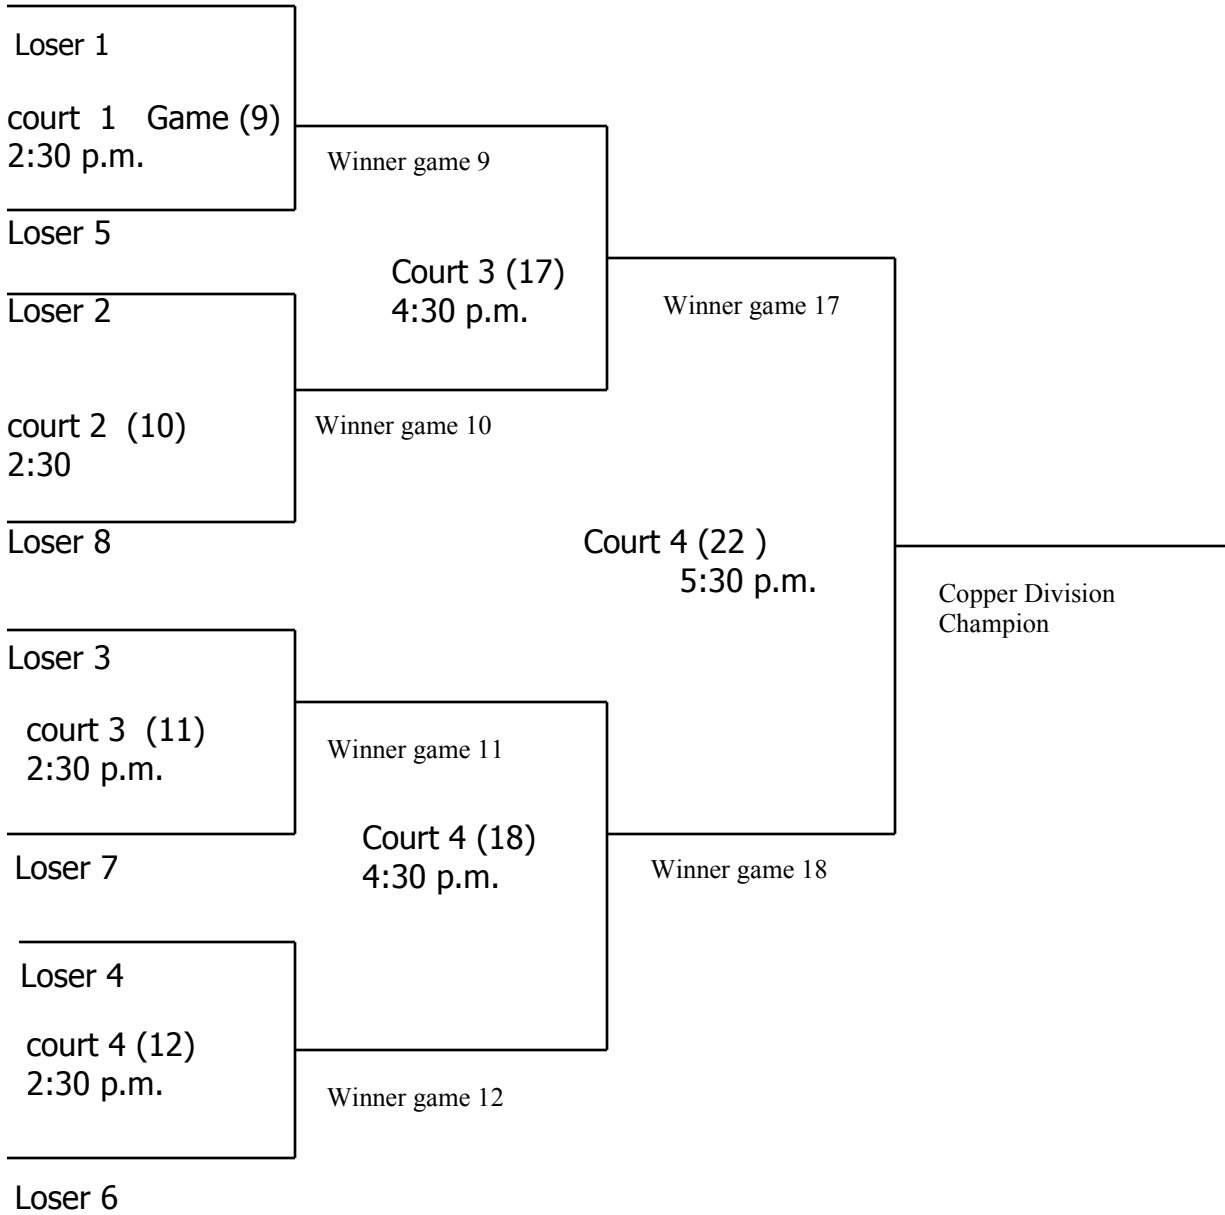 Loser 1
court  1   Game (9)
2:30 p.m.
Winner game 9
Loser 5
Court 3 (17)
4:30 p.m.
Loser 2
Winner game 17
court 2  (10)
2:30
Winner game 10
Loser 8
Court 4 (22 )
5:30 p.m.
Copper Division
Champion
Loser 3
court 3  (11)
2:30 p.m.
Winner game 11
Court 4 (18)
4:30 p.m.
Loser 7
Winner game 18
Loser 4
court 4 (12)
2:30 p.m.
Winner game 12
Loser 6